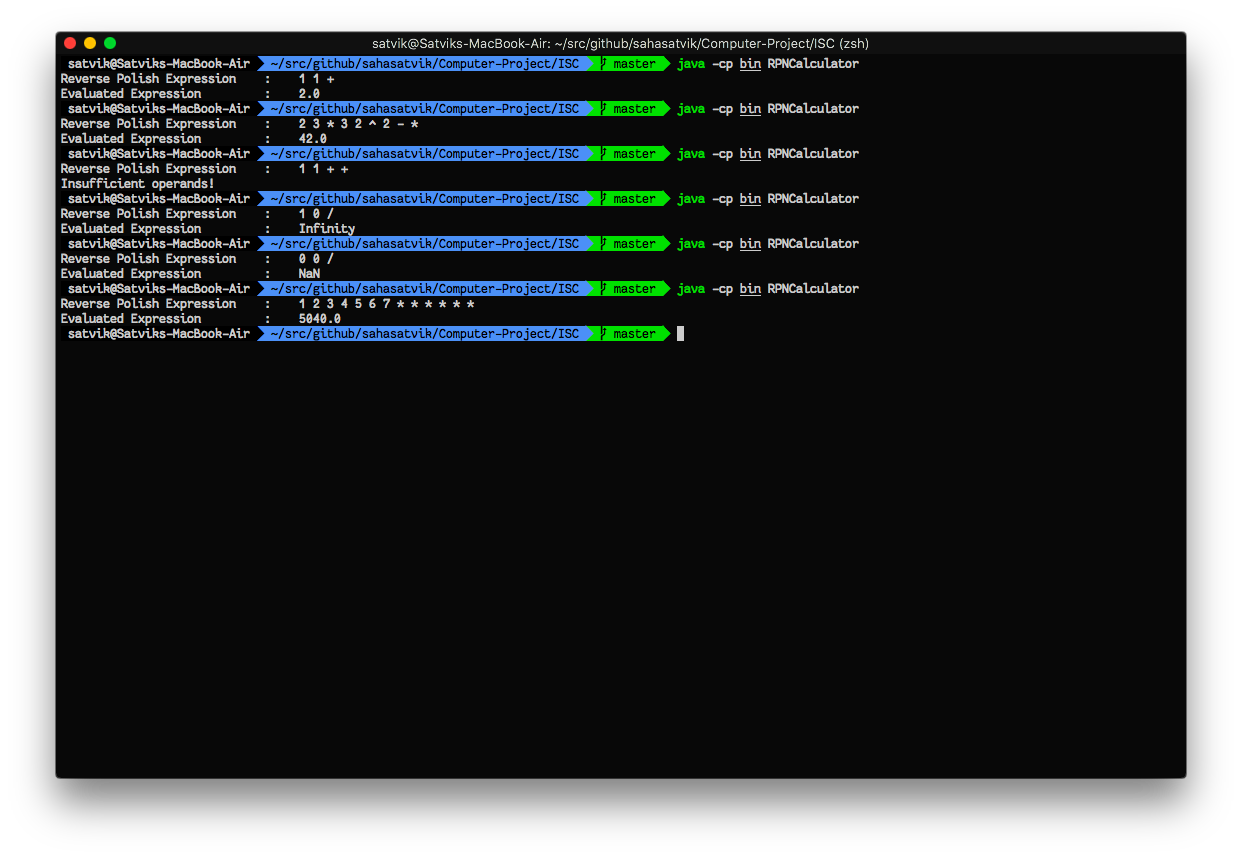 satvik@Satviks-MacBook-Air: ~/src/github/sahasatvik/Computer-Project/ISC (zsh)
satvik@Satviks-MacBook-Air ~/src/github/sahasatvik/Computer-Project/ISC master java -cp bin RPNCalculator
Reverse Polish Expression : 1 1 +
Evaluated Expression : 2.0
satvik@Satviks-MacBook-Air ~/src/github/sahasatvik/Computer-Project/ISC master java -cp bin RPNCalculator
Reverse Polish Expression : 2 3 * 3 2 ^ 2 - *
Evaluated Expression : 42.0
satvik@Satviks-MacBook-Air ~/src/github/sahasatvik/Computer-Project/ISC master java -cp bin RPNCalculator
Reverse Polish Expression : 1 1 + +
Insufficient operands!
satvik@Satviks-MacBook-Air ~/src/github/sahasatvik/Computer-Project/ISC master java -cp bin RPNCalculator
Reverse Polish Expression : 1 0 /
Evaluated Expression : Infinity
satvik@Satviks-MacBook-Air ~/src/github/sahasatvik/Computer-Project/ISC master java -cp bin RPNCalculator
Reverse Polish Expression : 0 0 /
Evaluated Expression : NaN
satvik@Satviks-MacBook-Air ~/src/github/sahasatvik/Computer-Project/ISC master java -cp bin RPNCalculator
Reverse Polish Expression : 1 2 3 4 5 6 7 * * * * * *
Evaluated Expression : 5040.0
satvik@Satviks-MacBook-Air ~/src/github/sahasatvik/Computer-Project/ISC master